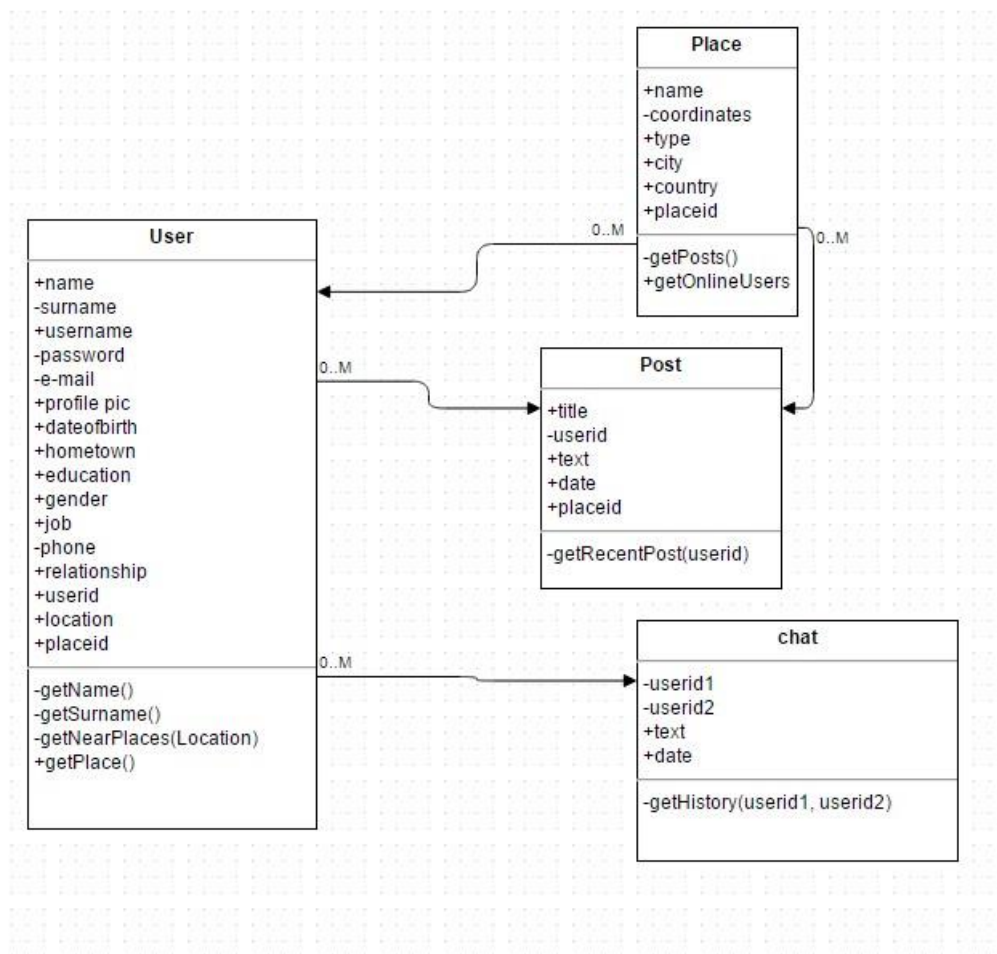 Place
+name
-coordinates
+type
+city
+country
+placeid
-getPosts()
+getOnlineUsers
0..M
0..M
User
+name
-surname
+username
-password
-e-mail
+profile pic
+dateofbirth
+hometown
+education
+gender
+job
-phone
+relationship
+userid
+location
+placeid
-getName()
-getSurname()
-getNearPlaces(Location)
+getPlace()
0..M
0..M
Post
+title
-userid
+text
+date
+placeid
-getRecentPost(userid)
chat
-userid1
-userid2
+text
+date
-getHistory(userid1, userid2)